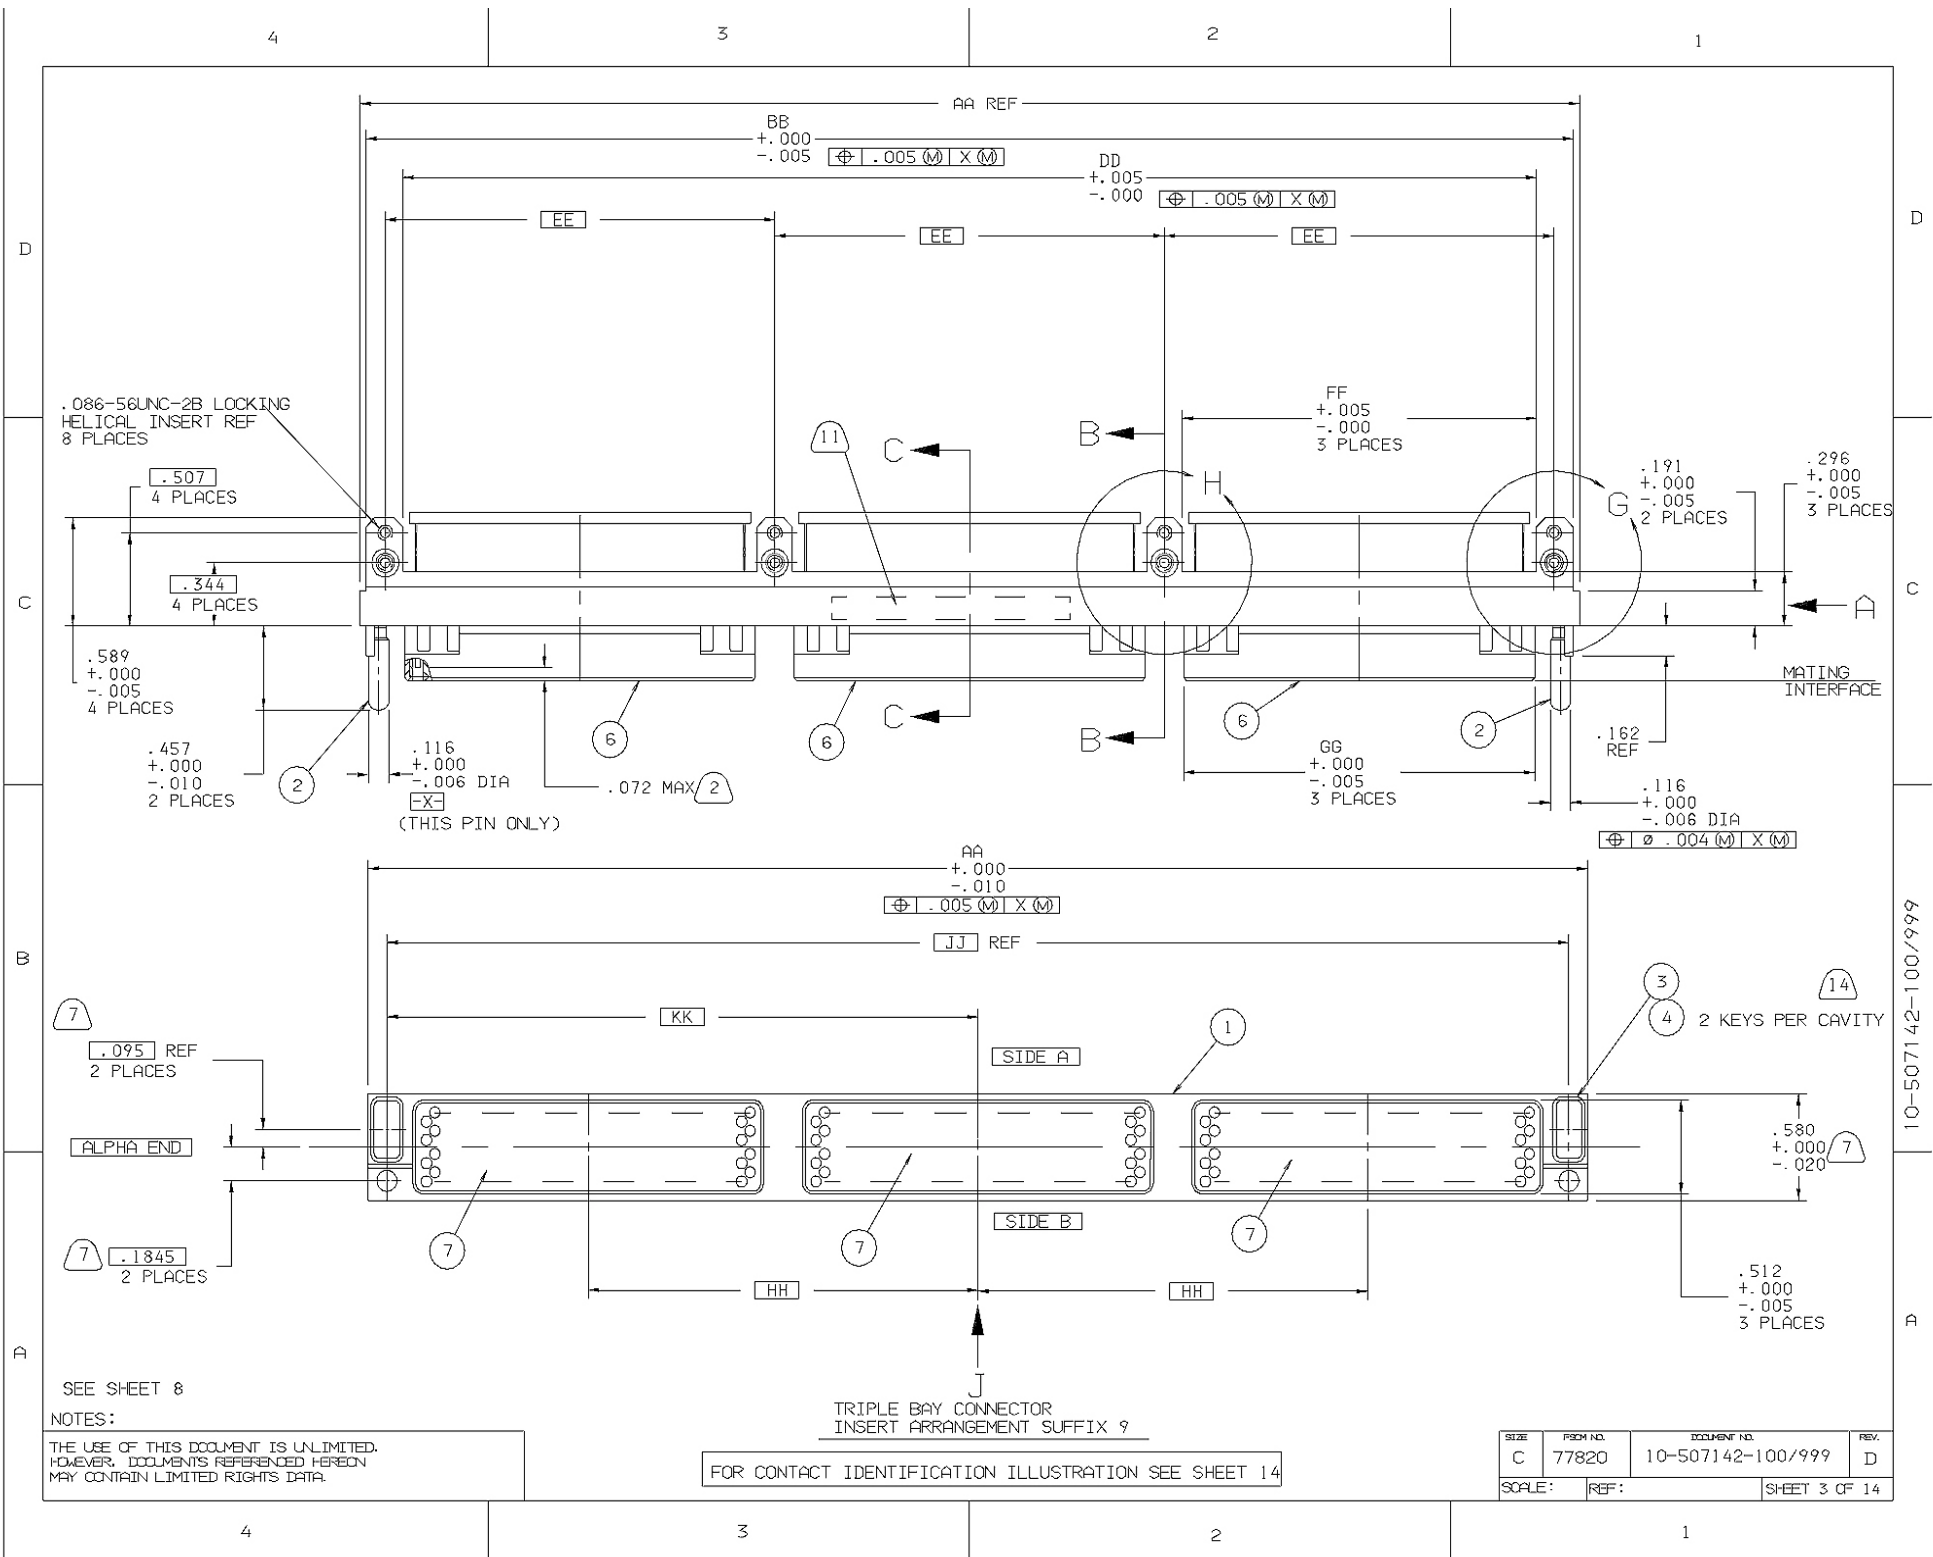 4
3
2
1
AA REF
BB
+.000
-.005
⌖ .005 Ⓜ X Ⓜ
DD
+.005
-.000
⌖ .005 Ⓜ X Ⓜ
EE
EE
EE
D
D
.086-56UNC-2B LOCKING
HELICAL INSERT REF
8 PLACES
.507
4 PLACES
.344
4 PLACES
11
C
B
FF
+.005
-.000
3 PLACES
H
G
.191
+.000
-.005
2 PLACES
.296
+.000
-.005
3 PLACES
C
C
A
.589
+.000
-.005
4 PLACES
.457
+.000
-.010
2 PLACES
2
.116
+.000
-.006 DIA
-X-
(THIS PIN ONLY)
6
.072 MAX
2
6
C
B
6
GG
+.000
-.005
3 PLACES
2
.162
REF
MATING
INTERFACE
.116
+.000
-.006 DIA
⌖ ø .004 Ⓜ X Ⓜ
AA
+.000
-.010
⌖ .005 Ⓜ X Ⓜ
JJ REF
KK
B
7
.095 REF
2 PLACES
SIDE A
1
3
4
2 KEYS PER CAVITY
14
10-507142-100/999
ALPHA END
.580
+.000
-.020
7
7
.1845
2 PLACES
7
7
7
SIDE B
HH
HH
.512
+.000
-.005
3 PLACES
A
A
J
SEE SHEET 8
NOTES:
TRIPLE BAY CONNECTOR
INSERT ARRANGEMENT SUFFIX 9
THE USE OF THIS DOCUMENT IS UNLIMITED.
HOWEVER, DOCUMENTS REFERENCED HEREON
MAY CONTAIN LIMITED RIGHTS DATA.
FOR CONTACT IDENTIFICATION ILLUSTRATION SEE SHEET 14
SIZE
C
FSCM NO.
77820
DOCUMENT NO.
10-507142-100/999
REV.
D
SCALE:
REF:
SHEET 3 OF 14
4
3
2
1